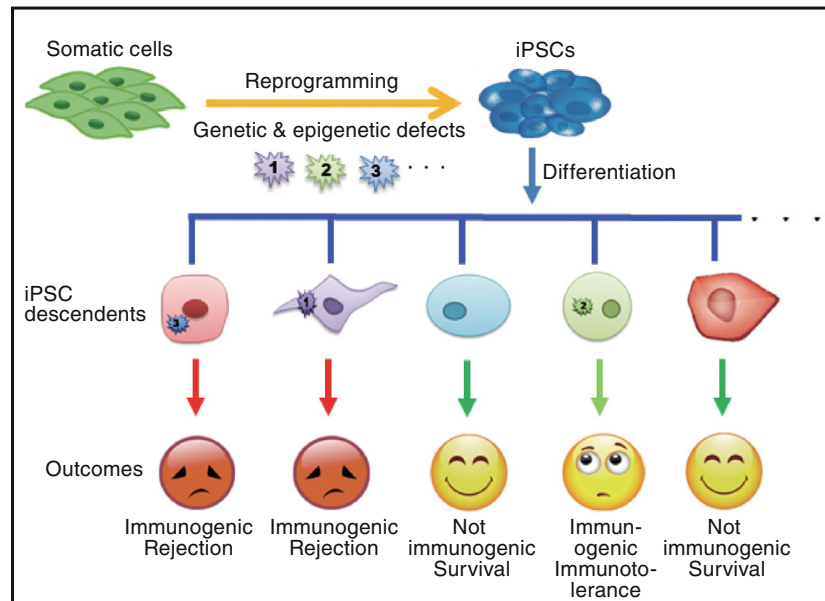 Somatic cells
iPSCs
Reprogramming
Genetic & epigenetic defects
1 2 3 . . .
Differentiation
. . . .
iPSC
descendents
3
1
2
Outcomes
Immunogenic
Rejection
Immunogenic
Rejection
Not
immunogenic
Survival
Immun-
ogenic
Immunoto-
lerance
Not
immunogenic
Survival